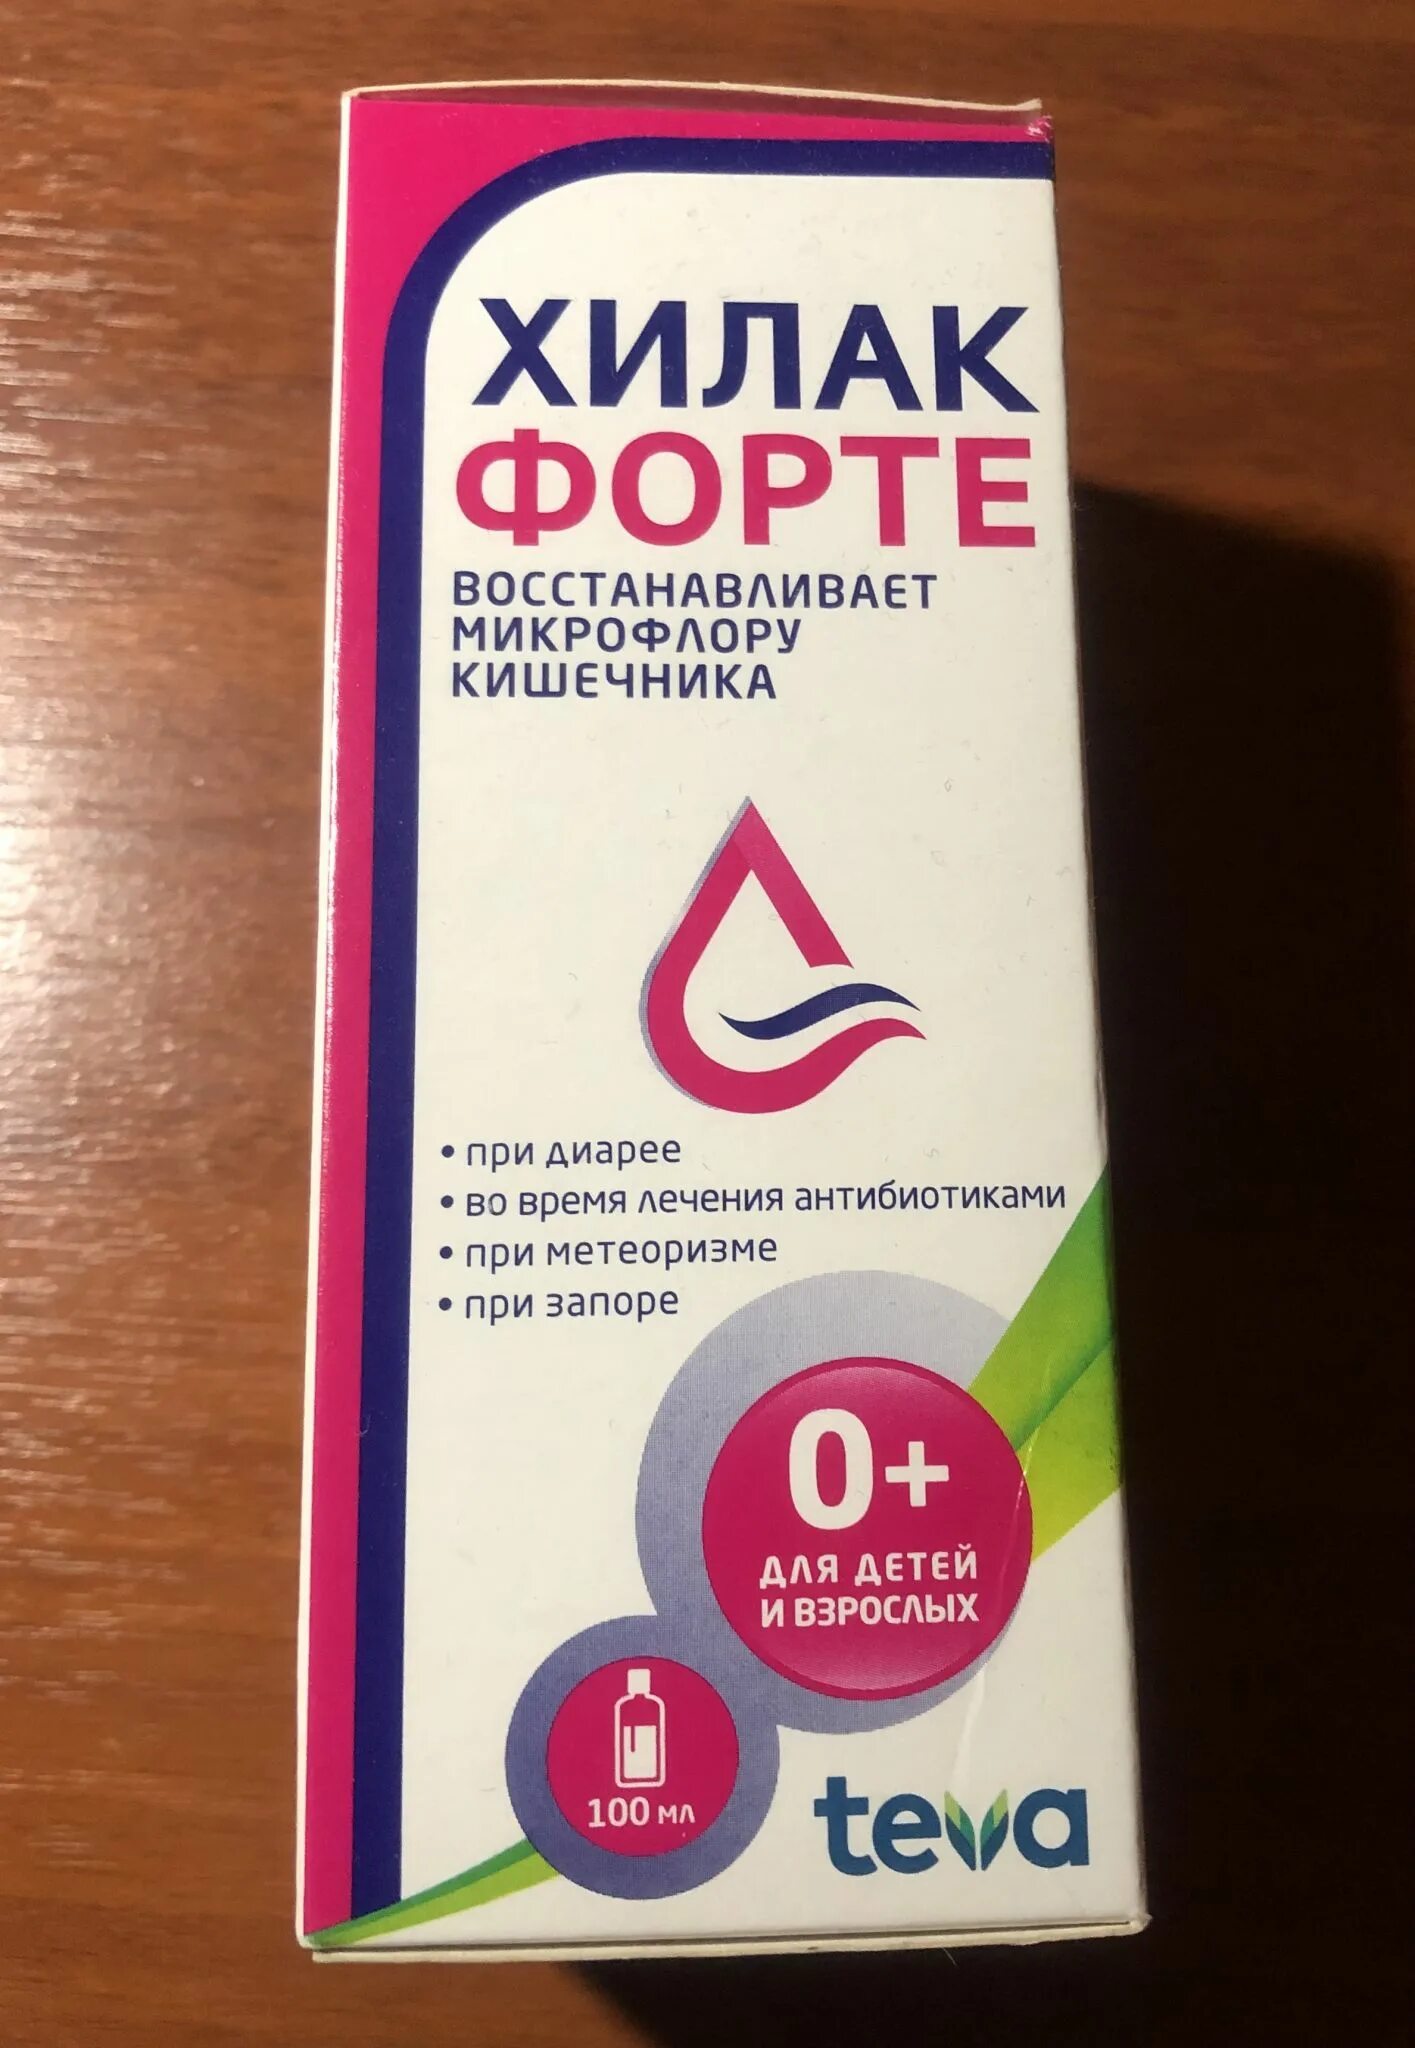 ХИЛАК
ФОРТЕ
ВОССТАНАВЛИВАЕТ
МИКРОФЛОРУ
КИШЕЧНИКА
• при диарее
• во время лечения антибиотиками
• при метеоризме
• при запоре
0+
ДЛЯ ДЕТЕЙ
И ВЗРОСЛЫХ
100 мл
teva